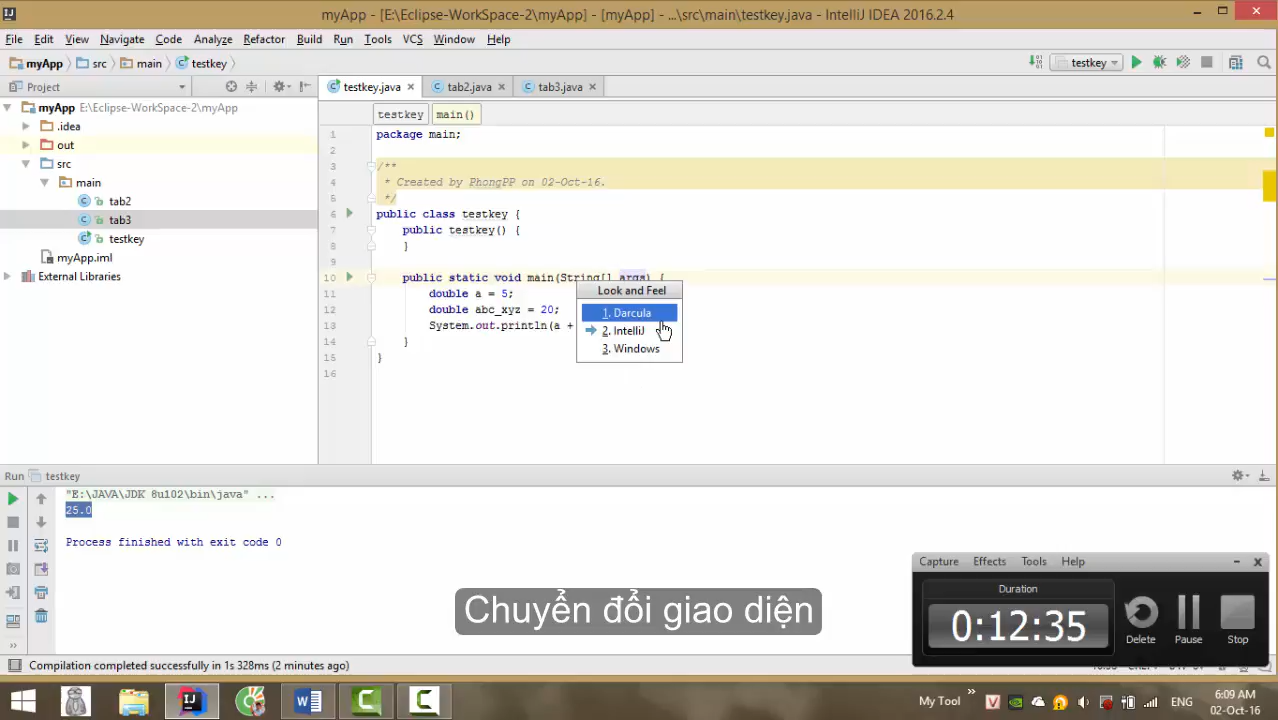 myApp - [E:\Eclipse-WorkSpace-2\myApp] - [myApp] - ...\src\main\testkey.java - IntelliJ IDEA 2016.2.4
File Edit View Navigate Code Analyze Refactor Build Run Tools VCS Window Help
myApp src main testkey
testkey
Project
testkey.java tab2.java tab3.java
myApp E:\Eclipse-WorkSpace-2\myApp
.idea
out
src
main
tab2
tab3
testkey
myApp.iml
External Libraries
testkey main()
1 package main;
2
3 /**
4 * Created by PhongPP on 02-Oct-16.
5 */
6 public class testkey {
7 public testkey() {
8 }
9
10 public static void main(String[] args) {
11 double a = 5;
12 double abc_xyz = 20;
13 System.out.println(a +
14 }
15 }
16
Look and Feel
1. Darcula
2. IntelliJ
3. Windows
Run testkey
"E:\JAVA\JDK 8u102\bin\java" ...
25.0
Process finished with exit code 0
Chuyển đổi giao diện
Capture Effects Tools Help
Duration
0:12:35
Delete Pause Stop
Compilation completed successfully in 1s 328ms (2 minutes ago)
My Tool
ENG
6:09 AM
02-Oct-16